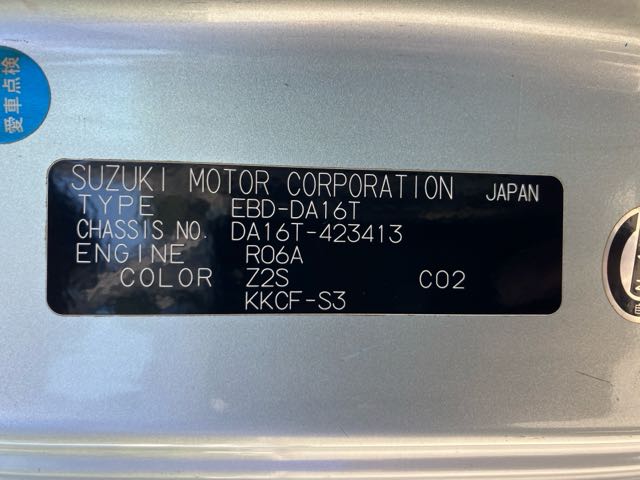 愛車点検
SUZUKI MOTOR CORPORATION JAPAN
TYPE EBD-DA16T
CHASSIS NO. DA16T-423413
ENGINE R06A
COLOR Z2S C02
KKCF-S3